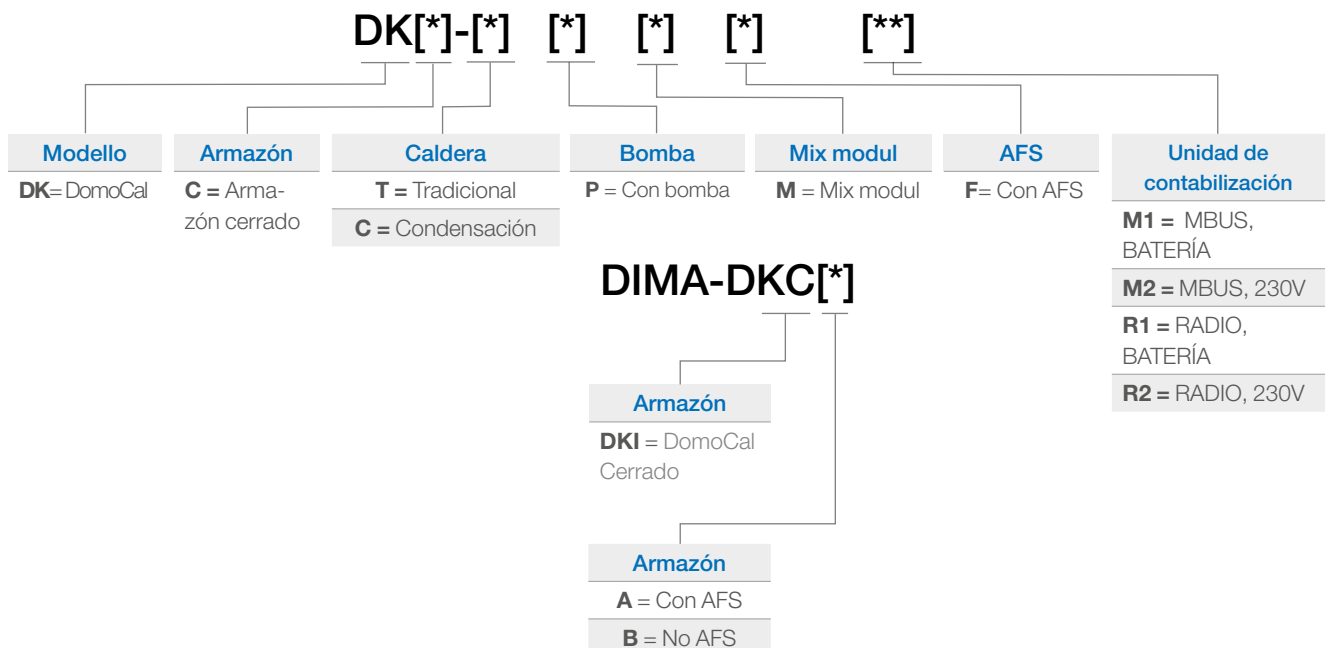 DK[*]-[*] [*] [*] [*] [**]
Modello
DK= DomoCal
Armazón
C = Arma-
zón cerrado
Caldera
T = Tradicional
C = Condensación
Bomba
P = Con bomba
Mix modul
M = Mix modul
AFS
F= Con AFS
Unidad de
contabilización
M1 = MBUS,
BATERÍA
M2 = MBUS, 230V
R1 = RADIO,
BATERÍA
R2 = RADIO, 230V
DIMA-DKC[*]
Armazón
DKI = DomoCal
Cerrado
Armazón
A = Con AFS
B = No AFS